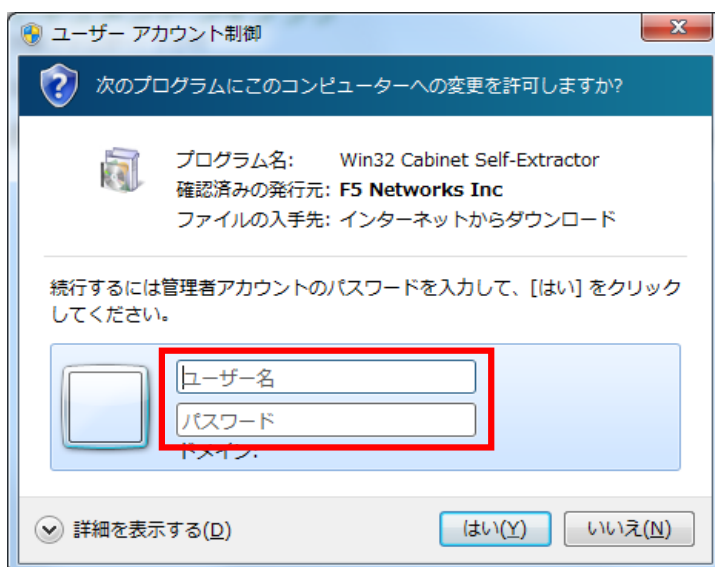 ユーザー アカウント制御
次のプログラムにこのコンピューターへの変更を許可しますか?
プログラム名: Win32 Cabinet Self-Extractor
確認済みの発行元: F5 Networks Inc
ファイルの入手先: インターネットからダウンロード
続行するには管理者アカウントのパスワードを入力して、[はい] をクリック
してください。
ユーザー名
パスワード
ドメイン:
詳細を表示する(D)
はい(Y)
いいえ(N)